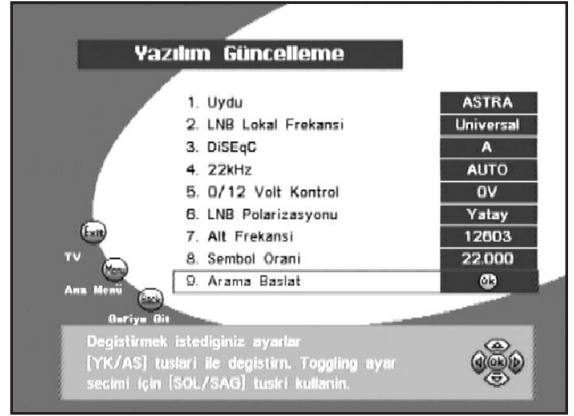 Yazılım Güncelleme
1. Uydu ASTRA
2. LNB Lokal Frekansi Universal
3. DiSEqC A
4. 22kHz AUTO
5. 0/12 Volt Kontrol 0V
6. LNB Polarizasyonu Yatay
7. Alt Frekansi 12603
8. Sembol Orani 22.000
9. Arama Baslat Ok
Exit
TV
Menu
Ana Menü
Back
Geriye Git
Degistirmek istediginiz ayarlar
[YK/AS] tuslari ile degistirn. Toggling ayar
secimi için [SOL/SAG] tuslri kullanin.
Ok